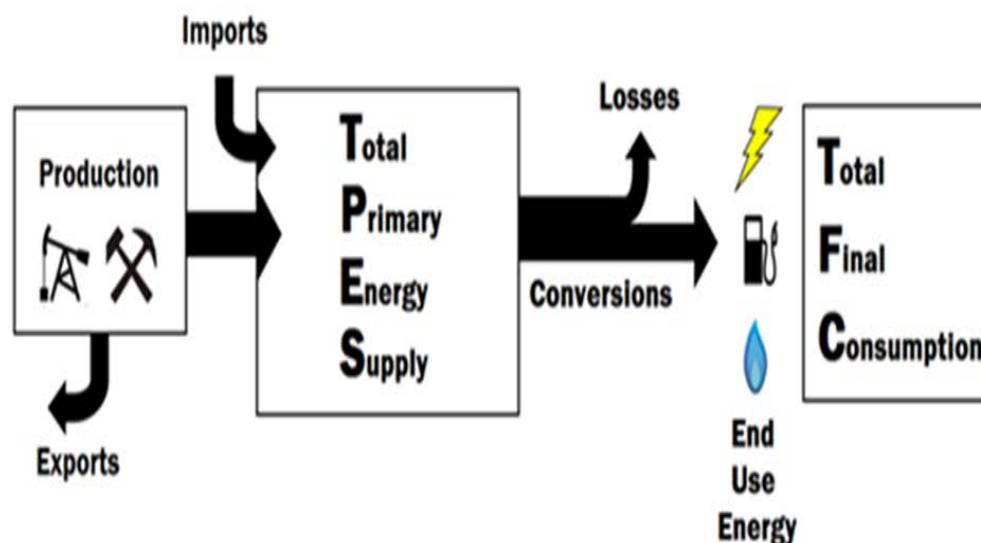 Imports
Production
Exports
Total
Primary
Energy
Supply
Losses
Conversions
End
Use
Energy
Total
Final
Consumption